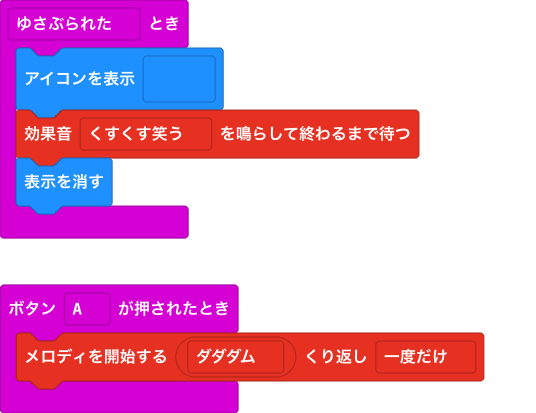 ゆさぶられた とき
アイコンを表示
効果音 くすくす笑う を鳴らして終わるまで待つ
表示を消す
ボタン A が押されたとき
メロディを開始する ダダダム くり返し 一度だけ